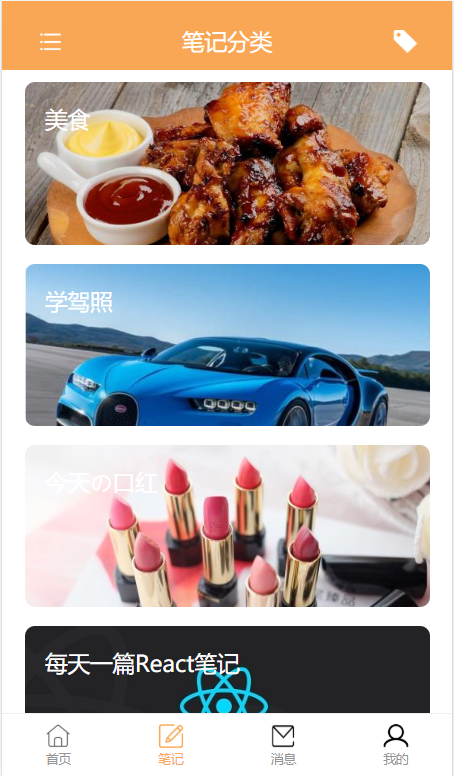 笔记分类
美食
学驾照
今天の口红
每天一篇React笔记
首页
笔记
消息
我的